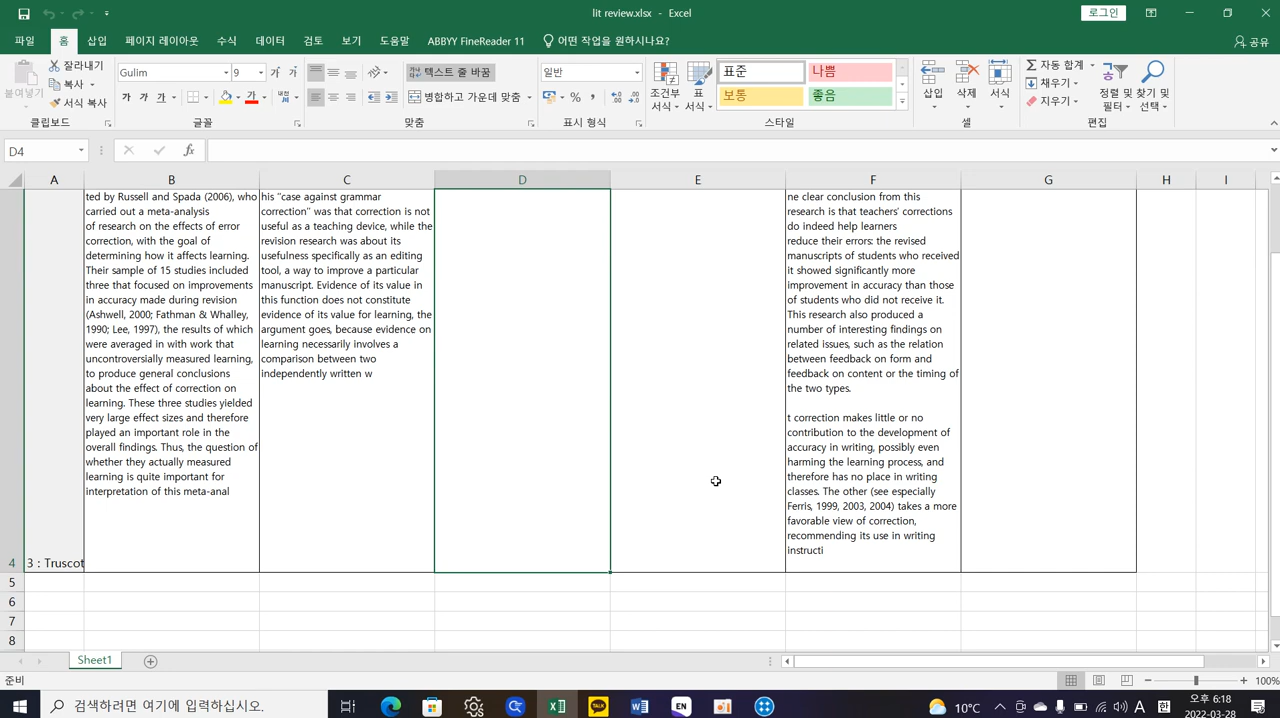 lit review.xlsx - Excel
로그인
파일 홈 삽입 페이지 레이아웃 수식 데이터 검토 보기 도움말 ABBYY FineReader 11 어떤 작업을 원하시나요? 공유
붙여넣기
잘라내기
복사
서식 복사
클립보드
Gulim 9
가 가
가 가 가 가
글꼴
텍스트 줄 바꿈
병합하고 가운데 맞춤
맞춤
일반
%
표시 형식
조건부 서식
표 서식
표준 나쁨
보통 좋음
스타일
삽입 삭제 서식
셀
자동 합계
채우기
지우기
정렬 및 필터
찾기 및 선택
편집
D4
fx
A B C D E F G H I
ted by Russell and Spada (2006), who
carried out a meta-analysis
of research on the effects of error
correction, with the goal of
determining how it affects learning.
Their sample of 15 studies included
three that focused on improvements
in accuracy made during revision
(Ashwell, 2000; Fathman & Whalley,
1990; Lee, 1997), the results of which
were averaged in with work that
uncontroversially measured learning,
to produce general conclusions
about the effect of correction on
learning. These three studies yielded
very large effect sizes and therefore
played an important role in the
overall findings. Thus, the question of
whether they actually measured
learning is quite important for
interpretation of this meta-anal
his "case against grammar
correction" was that correction is not
useful as a teaching device, while the
revision research was about its
usefulness specifically as an editing
tool, a way to improve a particular
manuscript. Evidence of its value in
this function does not constitute
evidence of its value for learning, the
argument goes, because evidence on
learning necessarily involves a
comparison between two
independently written w
ne clear conclusion from this
research is that teachers' corrections
do indeed help learners
reduce their errors: the revised
manuscripts of students who received
it showed significantly more
improvement in accuracy than those
of students who did not receive it.
This research also produced a
number of interesting findings on
related issues, such as the relation
between feedback on form and
feedback on content or the timing of
the two types.
t correction makes little or no
contribution to the development of
accuracy in writing, possibly even
harming the learning process, and
therefore has no place in writing
classes. The other (see especially
Ferris, 1999, 2003, 2004) takes a more
favorable view of correction,
recommending its use in writing
instructi
4 3 : Truscot
5
6
7
8
Sheet1
준비
100%
검색하려면 여기에 입력하십시오.
TALK
EN
10°C
A 한
오후 6:18
2022-03-28